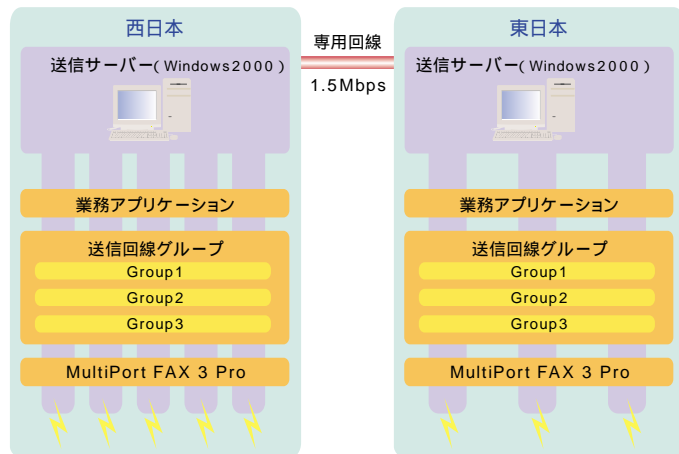 西日本
送信サーバー(Windows2000)
業務アプリケーション
送信回線グループ
Group1
Group2
Group3
MultiPort FAX 3 Pro
専用回線
1.5Mbps
東日本
送信サーバー(Windows2000)
業務アプリケーション
送信回線グループ
Group1
Group2
Group3
MultiPort FAX 3 Pro